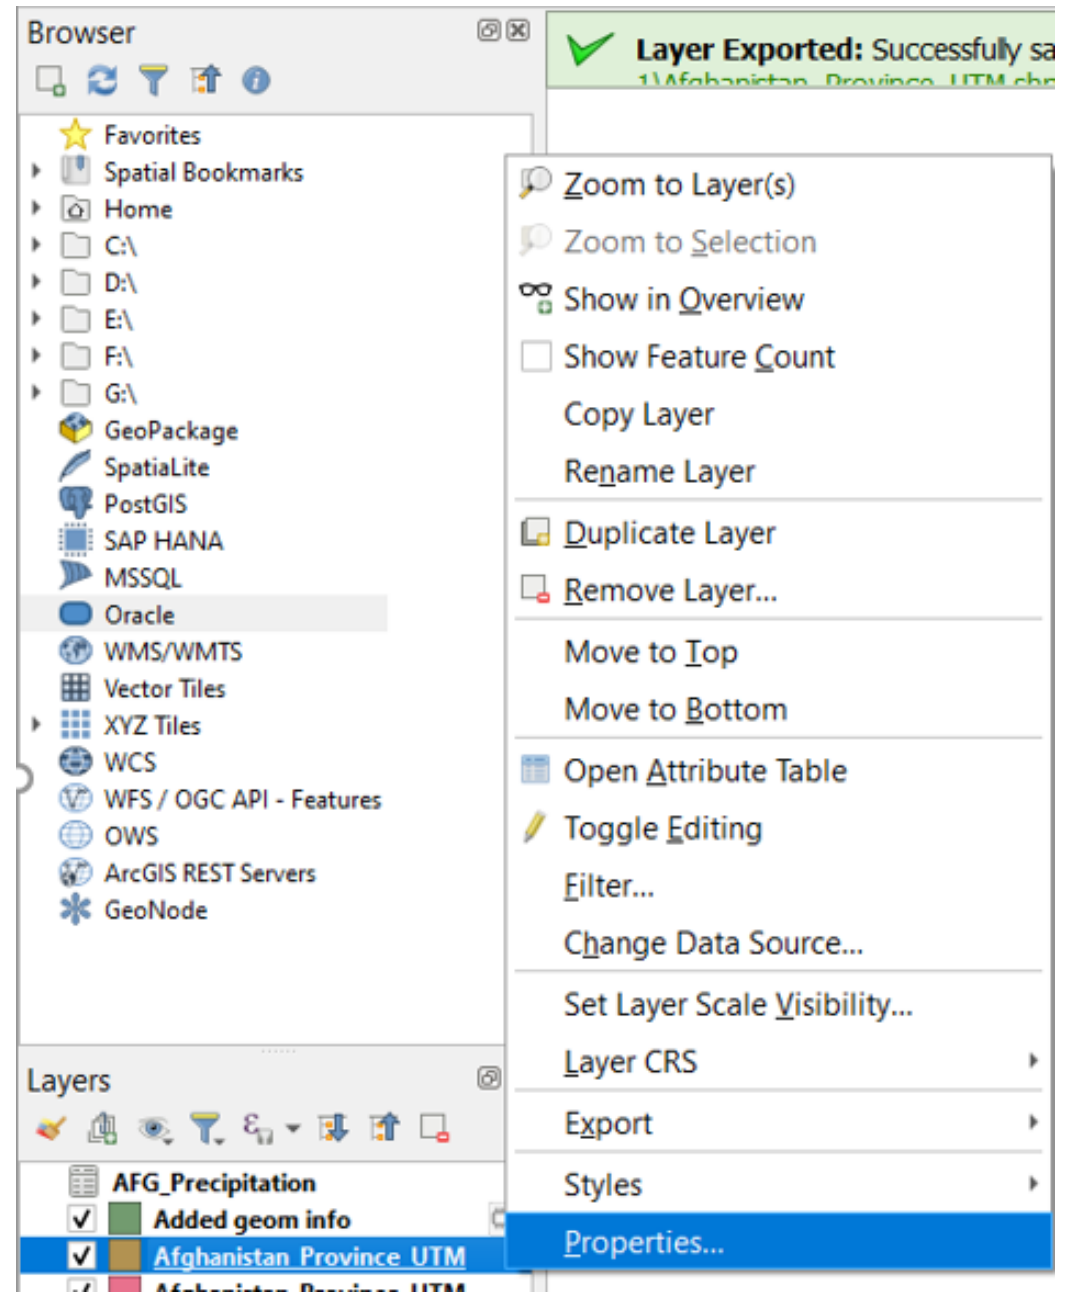 Browser
Layer Exported: Successfully sa
1\Afghanistan_Province_UTM.shp
Favorites
Spatial Bookmarks
Home
C:\
D:\
E:\
F:\
G:\
GeoPackage
SpatiaLite
PostGIS
SAP HANA
MSSQL
Oracle
WMS/WMTS
Vector Tiles
XYZ Tiles
WCS
WFS / OGC API - Features
OWS
ArcGIS REST Servers
GeoNode
Zoom to Layer(s)
Zoom to Selection
Show in Overview
Show Feature Count
Copy Layer
Rename Layer
Duplicate Layer
Remove Layer...
Move to Top
Move to Bottom
Open Attribute Table
Toggle Editing
Filter...
Change Data Source...
Set Layer Scale Visibility...
Layer CRS
Export
Styles
Properties...
Layers
AFG_Precipitation
Added geom info
Afghanistan_Province_UTM
Afghanistan_Province_UTM